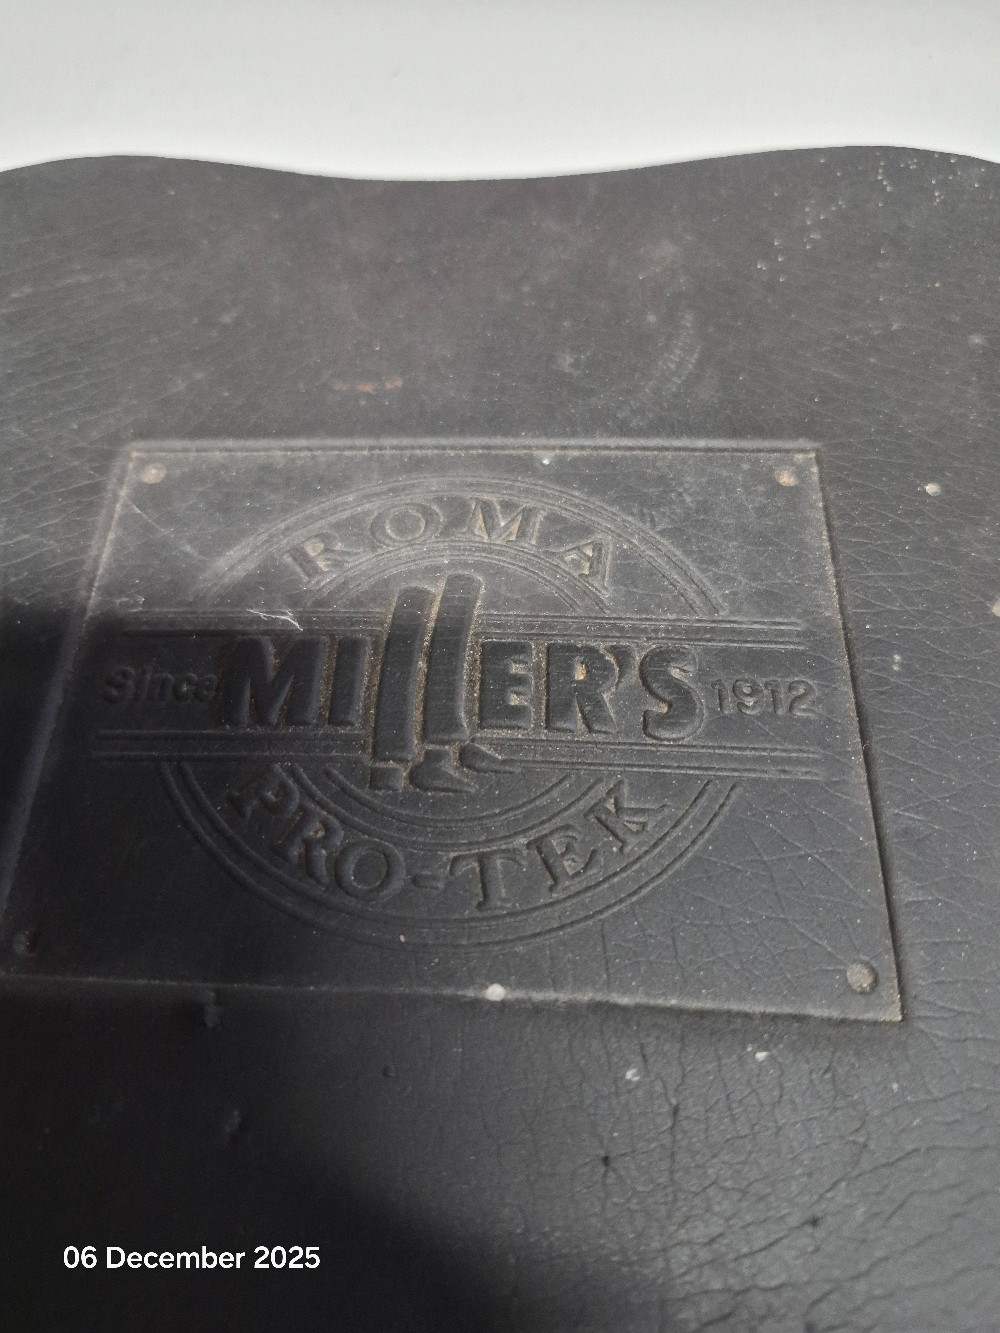 ROMA
Since MILLER'S 1912
PRO-TEK
06 December 2025